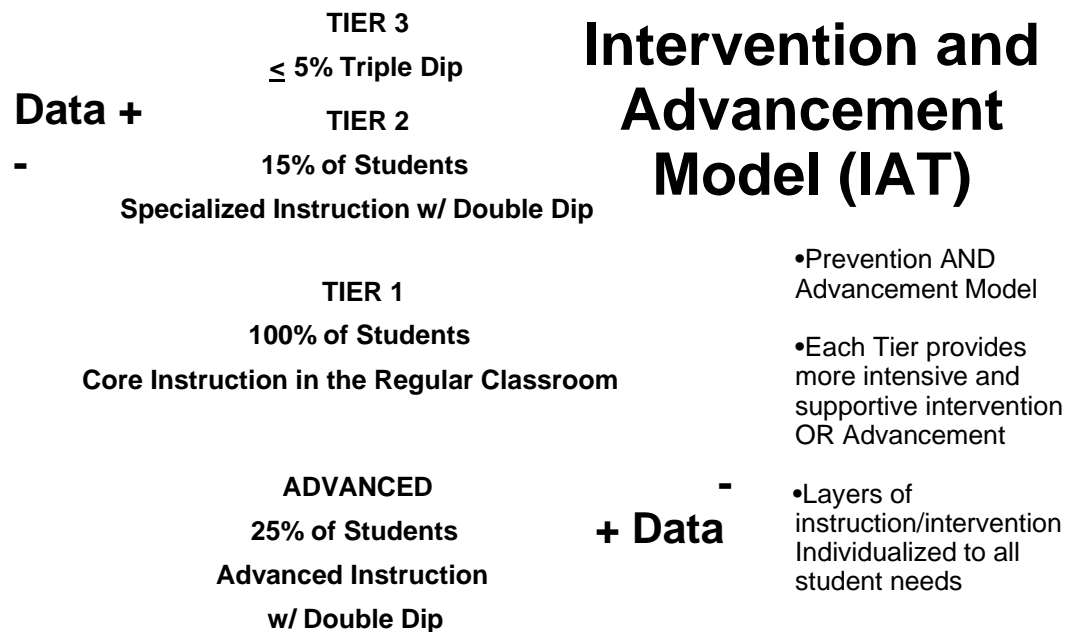 TIER 3
≤ 5% Triple Dip
Data +
-
TIER 2
15% of Students
Specialized Instruction w/ Double Dip
TIER 1
100% of Students
Core Instruction in the Regular Classroom
ADVANCED
25% of Students
Advanced Instruction
w/ Double Dip
-
+ Data
Intervention and
Advancement
Model (IAT)
•Prevention AND
Advancement Model
•Each Tier provides
more intensive and
supportive intervention
OR Advancement
•Layers of
instruction/intervention
Individualized to all
student needs